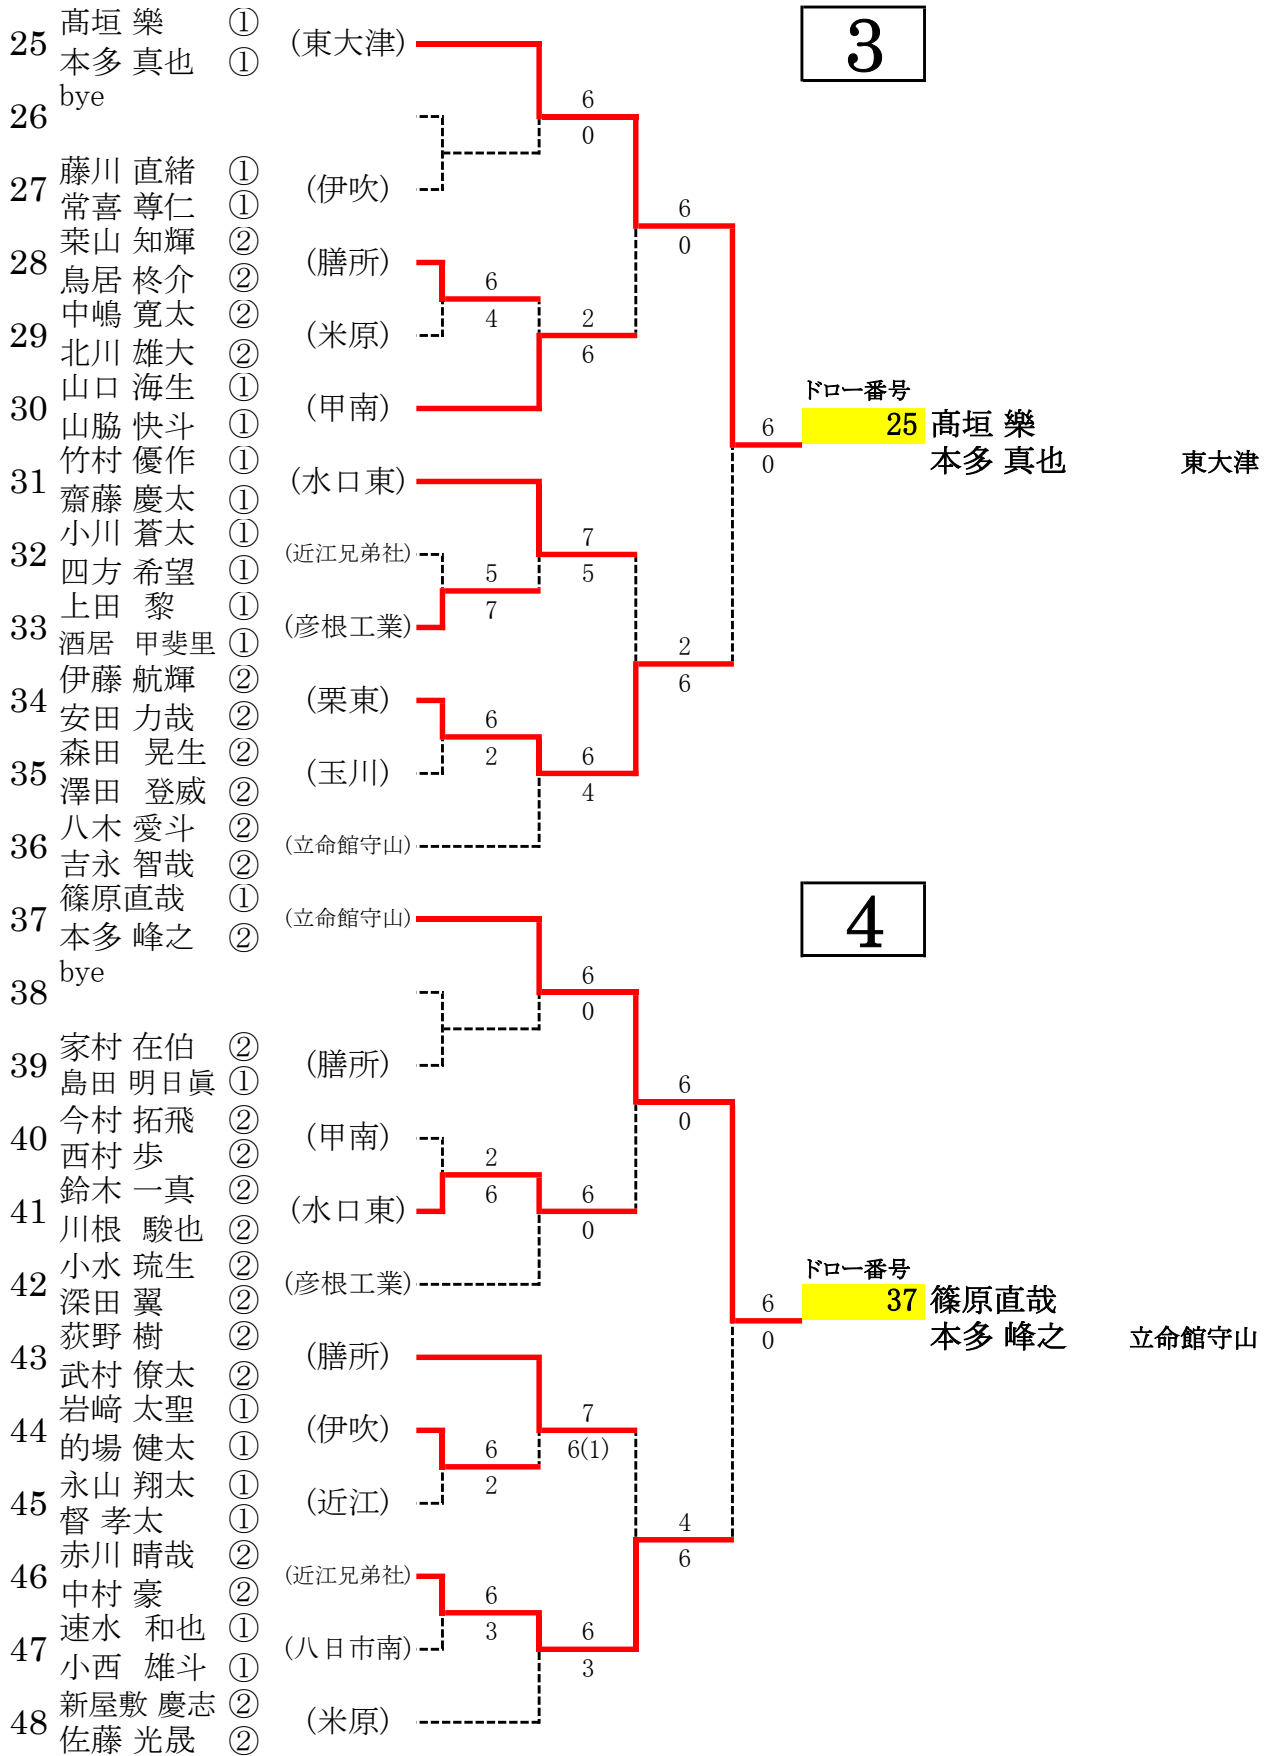 3
25 髙垣 樂 ① (東大津)
本多 真也 ①
26 bye
6
0
27 藤川 直緒 ① (伊吹)
常喜 尊仁 ①
6
0
28 桒山 知輝 ② (膳所)
鳥居 柊介 ②
6
4
29 中嶋 寛太 ② (米原)
北川 雄大 ②
2
6
30 山口 海生 ① (甲南)
山脇 快斗 ①
ドロー番号
25 髙垣 樂
本多 真也 東大津
6
0
31 竹村 優作 ① (水口東)
齋藤 慶太 ①
32 小川 蒼太 ① (近江兄弟社)
四方 希望 ①
7
5
5
7
33 上田 黎 ① (彦根工業)
酒居 甲斐里 ①
2
6
34 伊藤 航輝 ② (栗東)
安田 力哉 ②
6
2
35 森田 晃生 ② (玉川)
澤田 登威 ②
6
4
36 八木 愛斗 ② (立命館守山)
吉永 智哉 ②
4
37 篠原直哉 ① (立命館守山)
本多 峰之 ②
38 bye
6
0
39 家村 在伯 ② (膳所)
島田 明日眞 ①
6
0
40 今村 拓飛 ② (甲南)
西村 歩 ②
2
6
41 鈴木 一真 ② (水口東)
川根 駿也 ②
6
0
42 小水 琉生 ② (彦根工業)
深田 翼 ②
ドロー番号
37 篠原直哉
本多 峰之 立命館守山
6
0
43 荻野 樹 ② (膳所)
武村 僚太 ②
44 岩﨑 太聖 ① (伊吹)
的場 健太 ①
7
6(1)
6
2
45 永山 翔太 ① (近江)
督 孝太 ①
4
6
46 赤川 晴哉 ② (近江兄弟社)
中村 豪 ②
6
3
47 速水 和也 ① (八日市南)
小西 雄斗 ①
6
3
48 新屋敷 慶志 ② (米原)
佐藤 光晟 ②